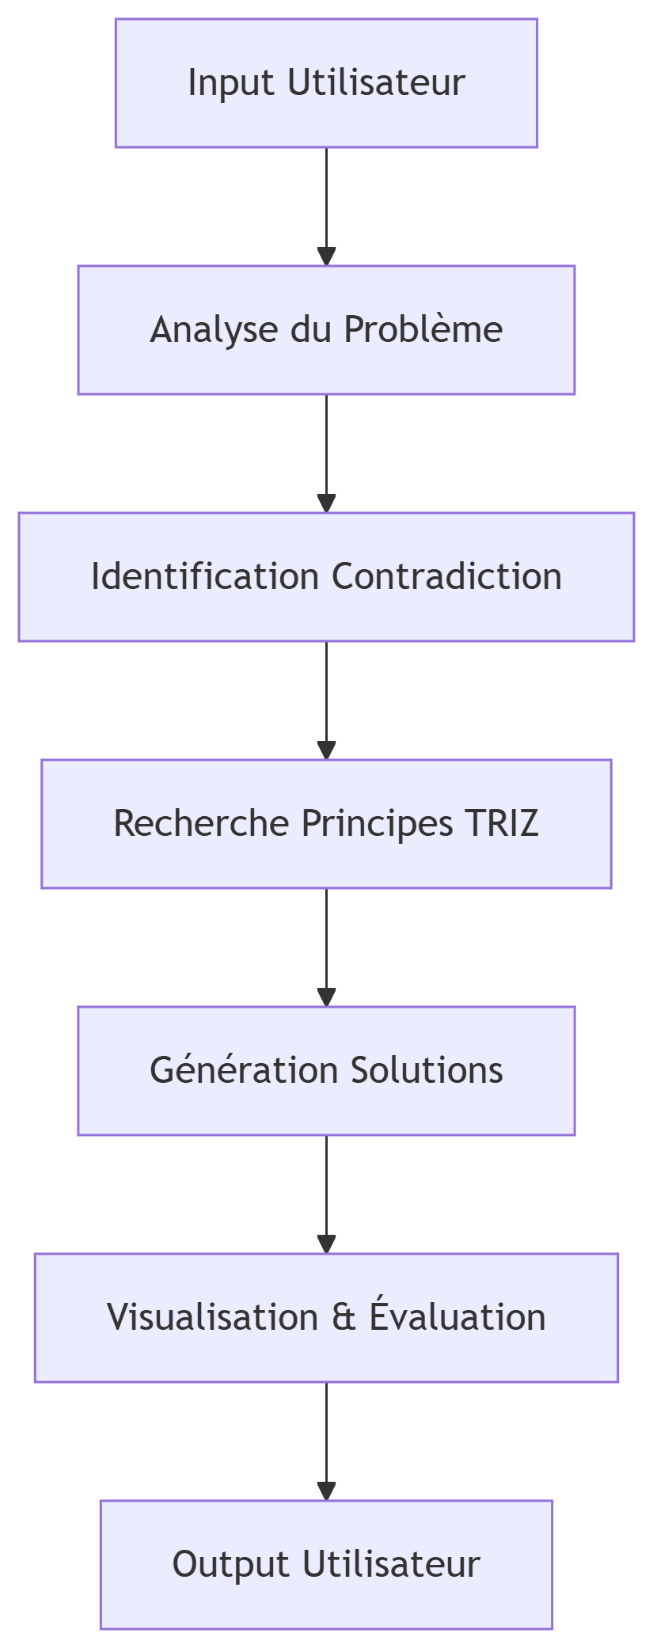 Input Utilisateur
Analyse du Problème
Identification Contradiction
Recherche Principes TRIZ
Génération Solutions
Visualisation & Évaluation
Output Utilisateur